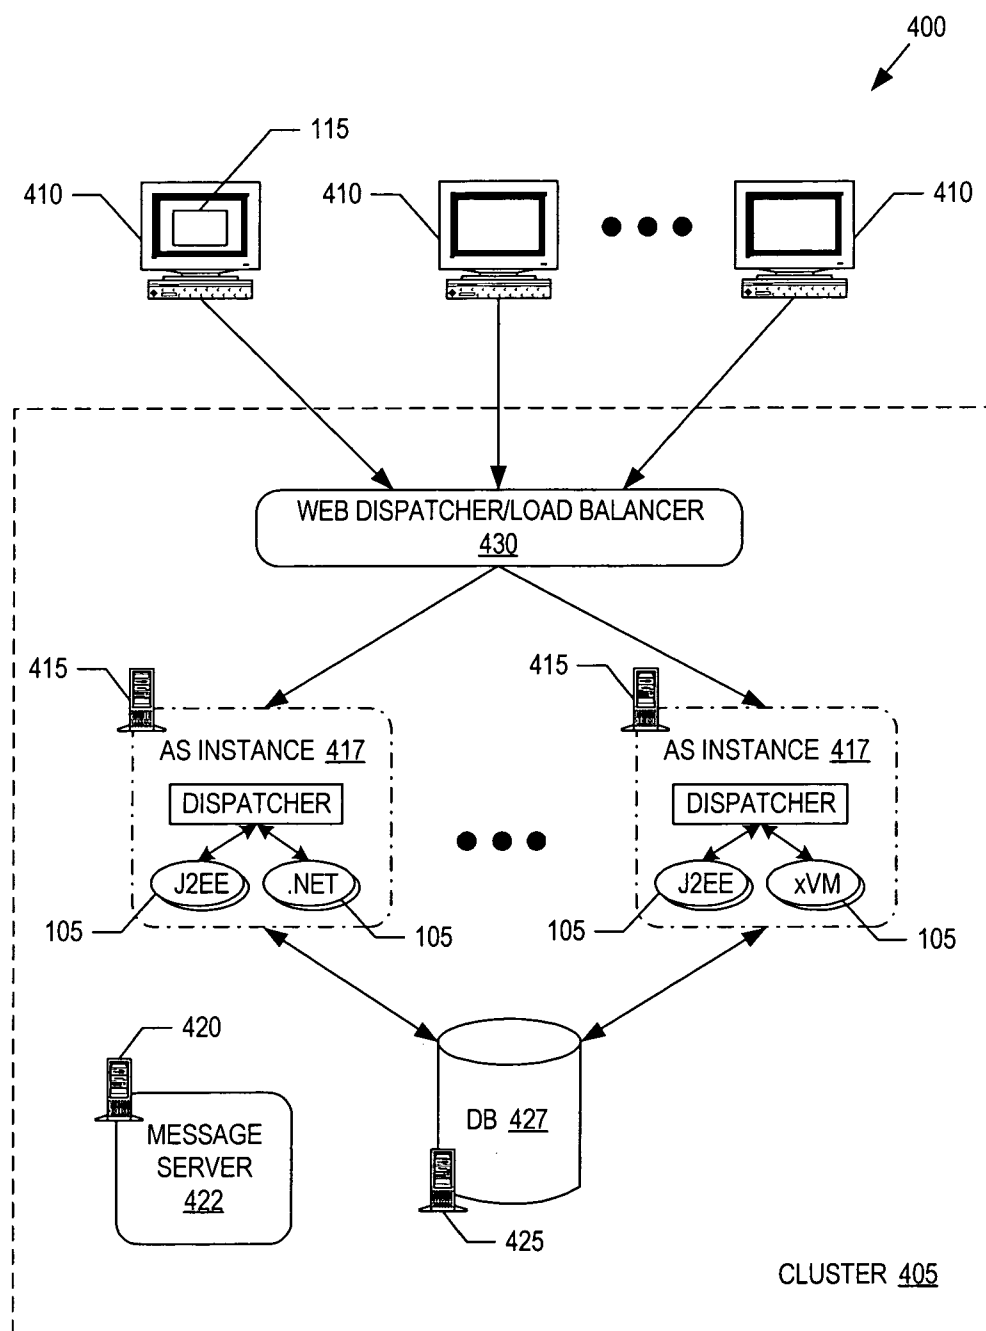 400
115
410
410
410
WEB DISPATCHER/LOAD BALANCER
430
415
415
AS INSTANCE 417
AS INSTANCE 417
DISPATCHER
DISPATCHER
J2EE
.NET
J2EE
xVM
105
105
105
105
420
MESSAGE
SERVER
422
DB 427
425
CLUSTER 405